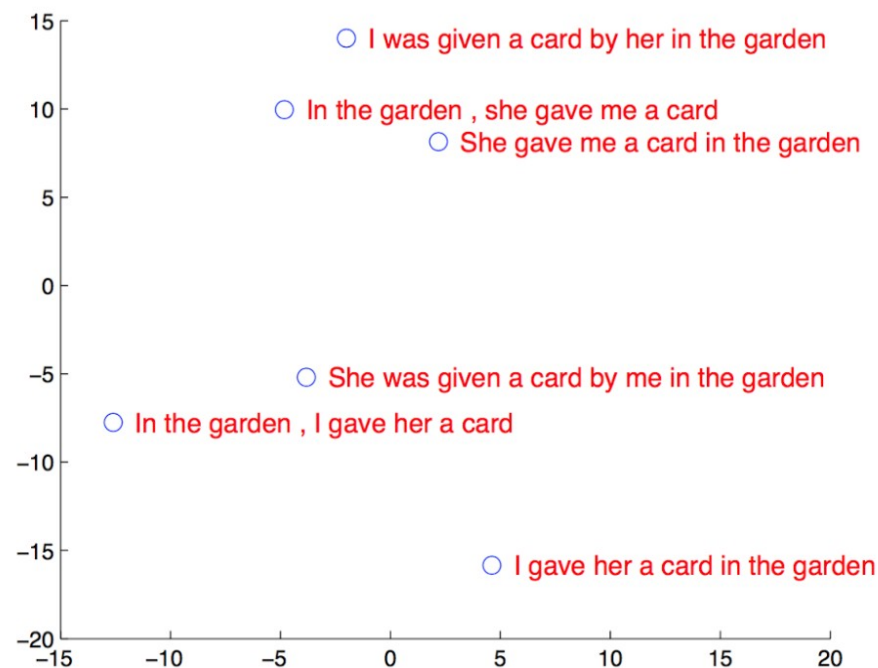 15
I was given a card by her in the garden
10
In the garden , she gave me a card
She gave me a card in the garden
5
0
−5
She was given a card by me in the garden
In the garden , I gave her a card
−10
−15
I gave her a card in the garden
−20
−15 −10 −5 0 5 10 15 20